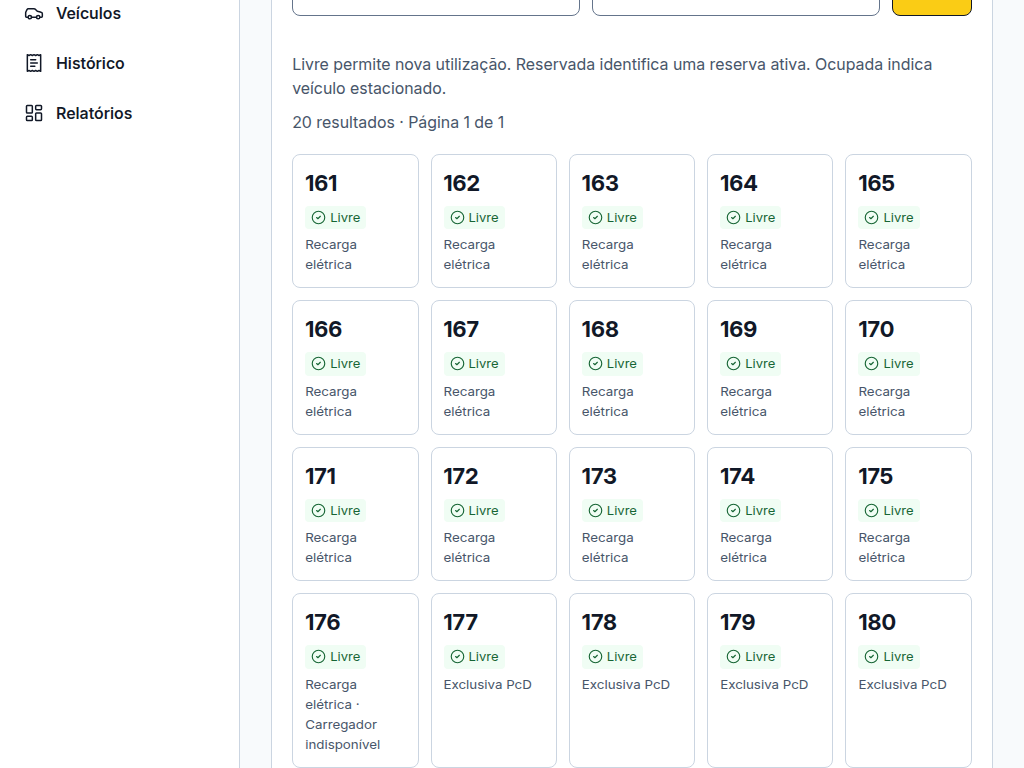 Veículos
Histórico
Relatórios
Livre permite nova utilização. Reservada identifica uma reserva ativa. Ocupada indica
veículo estacionado.
20 resultados · Página 1 de 1
161
Livre
Recarga
elétrica
162
Livre
Recarga
elétrica
163
Livre
Recarga
elétrica
164
Livre
Recarga
elétrica
165
Livre
Recarga
elétrica
166
Livre
Recarga
elétrica
167
Livre
Recarga
elétrica
168
Livre
Recarga
elétrica
169
Livre
Recarga
elétrica
170
Livre
Recarga
elétrica
171
Livre
Recarga
elétrica
172
Livre
Recarga
elétrica
173
Livre
Recarga
elétrica
174
Livre
Recarga
elétrica
175
Livre
Recarga
elétrica
176
Livre
Recarga
elétrica ·
Carregador
indisponível
177
Livre
Exclusiva PcD
178
Livre
Exclusiva PcD
179
Livre
Exclusiva PcD
180
Livre
Exclusiva PcD